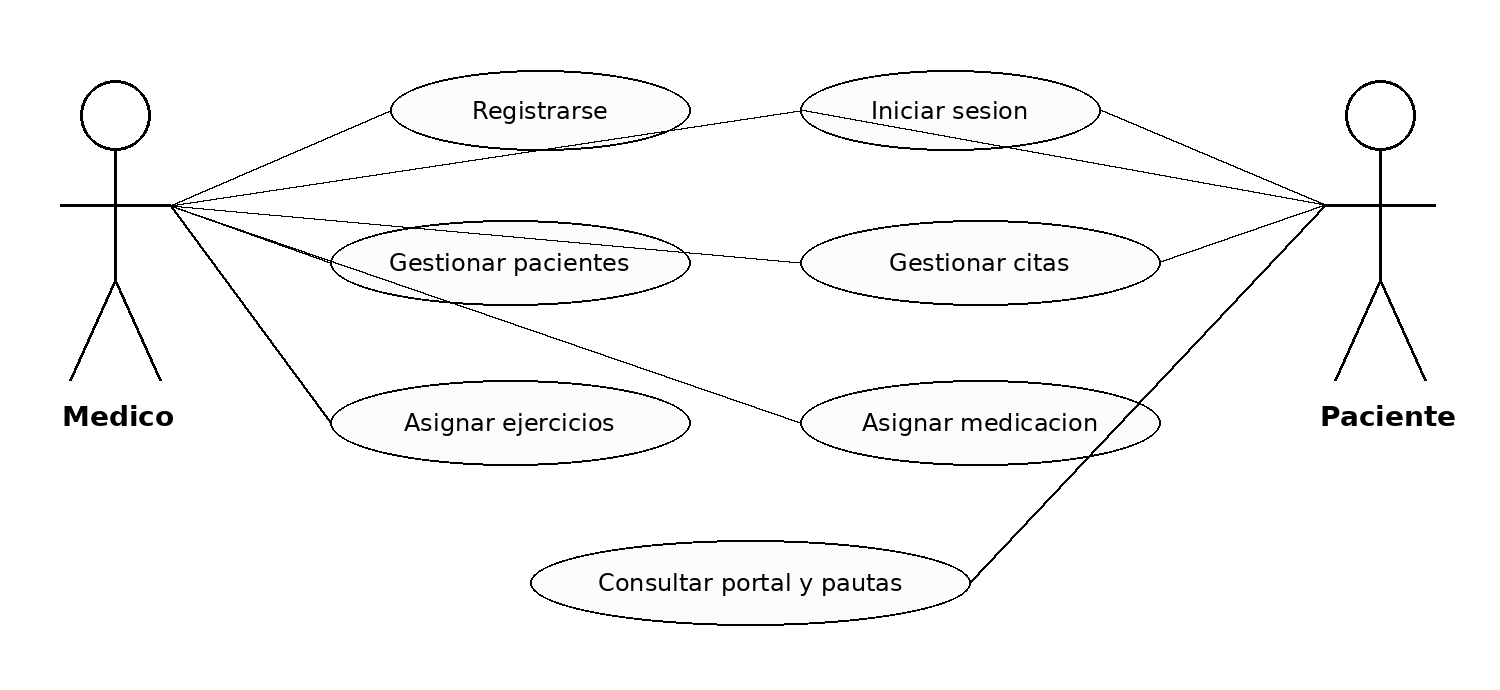 Registrarse
Iniciar sesion
Gestionar pacientes
Gestionar citas
Medico
Asignar ejercicios
Asignar medicacion
Paciente
Consultar portal y pautas